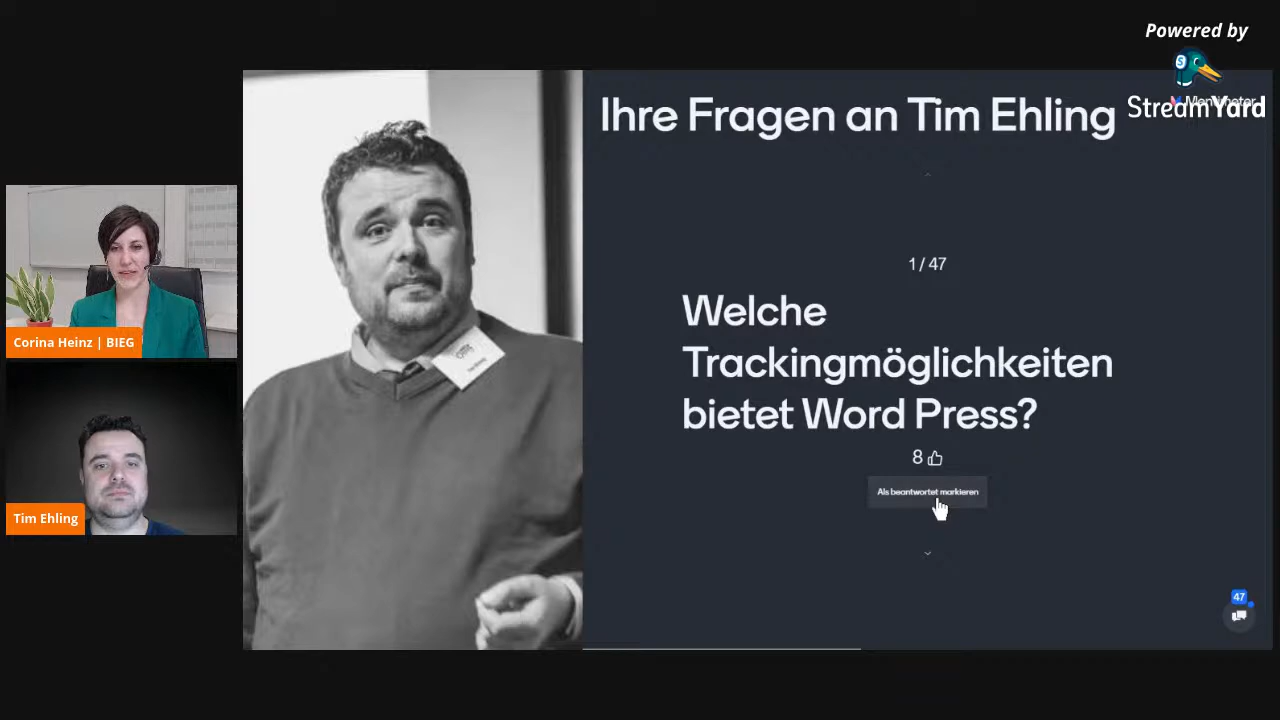 Powered by
StreamYard
Ihre Fragen an Tim Ehling
1 / 47
Welche
Trackingmöglichkeiten
bietet Word Press?
8
Als beantwortet markieren
Corina Heinz | BIEG
Tim Ehling
47